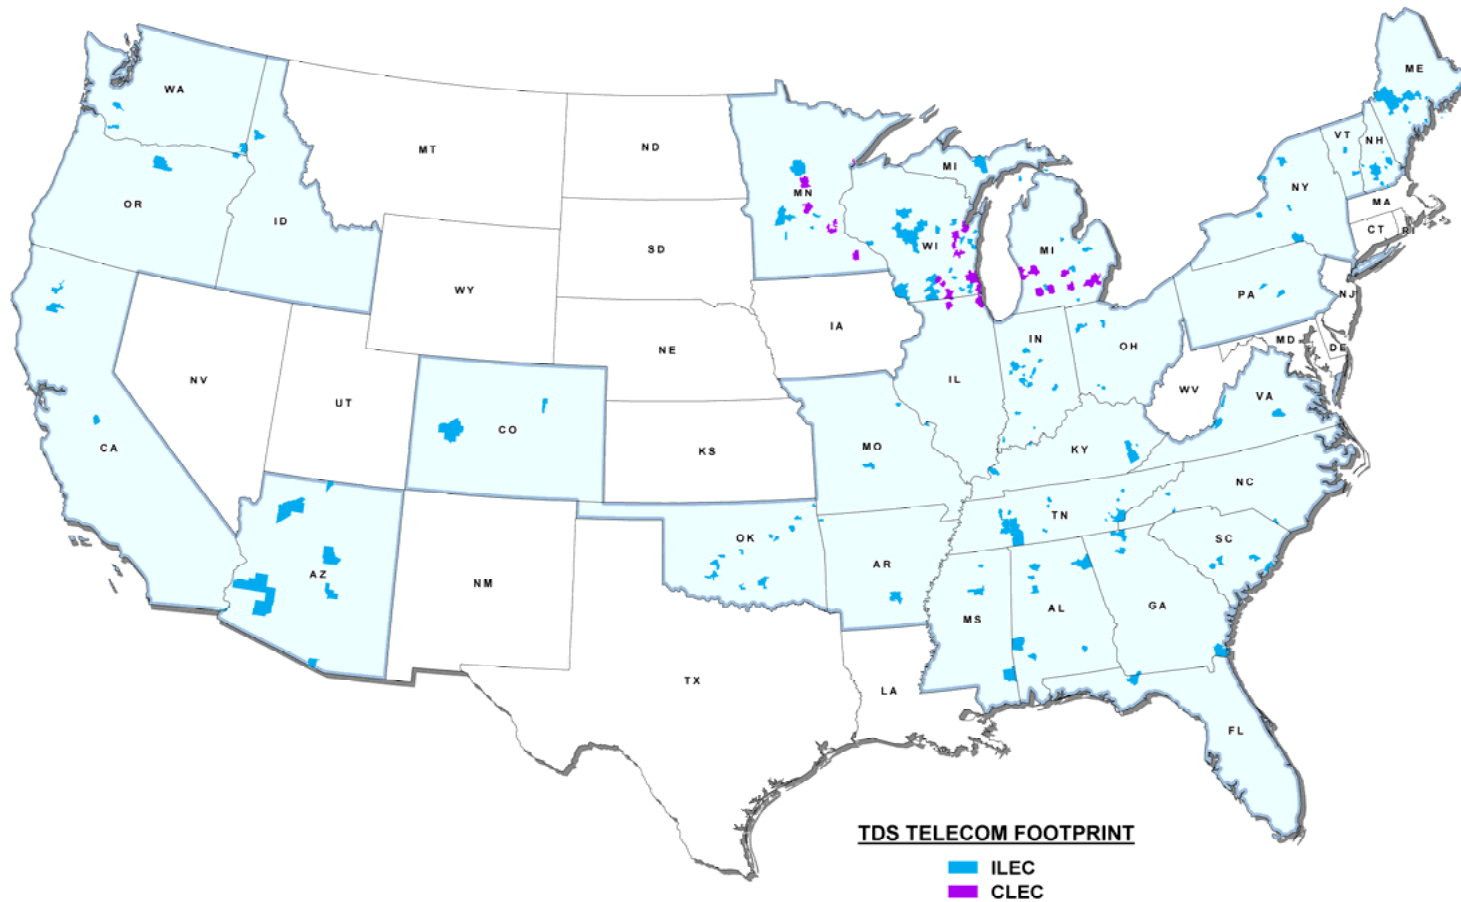 WA
ME
MT
ND
VT
NH
MI
MN
NY
OR
ID
MA
SD
WI
MI
CT
RI
WY
PA
NJ
IA
NE
IN
OH
MD
DE
NV
UT
IL
WV
VA
CO
CA
MO
KY
KS
NC
TN
OK
SC
AZ
NM
AR
MS
AL
GA
TX
LA
FL
TDS TELECOM FOOTPRINT
ILEC
CLEC